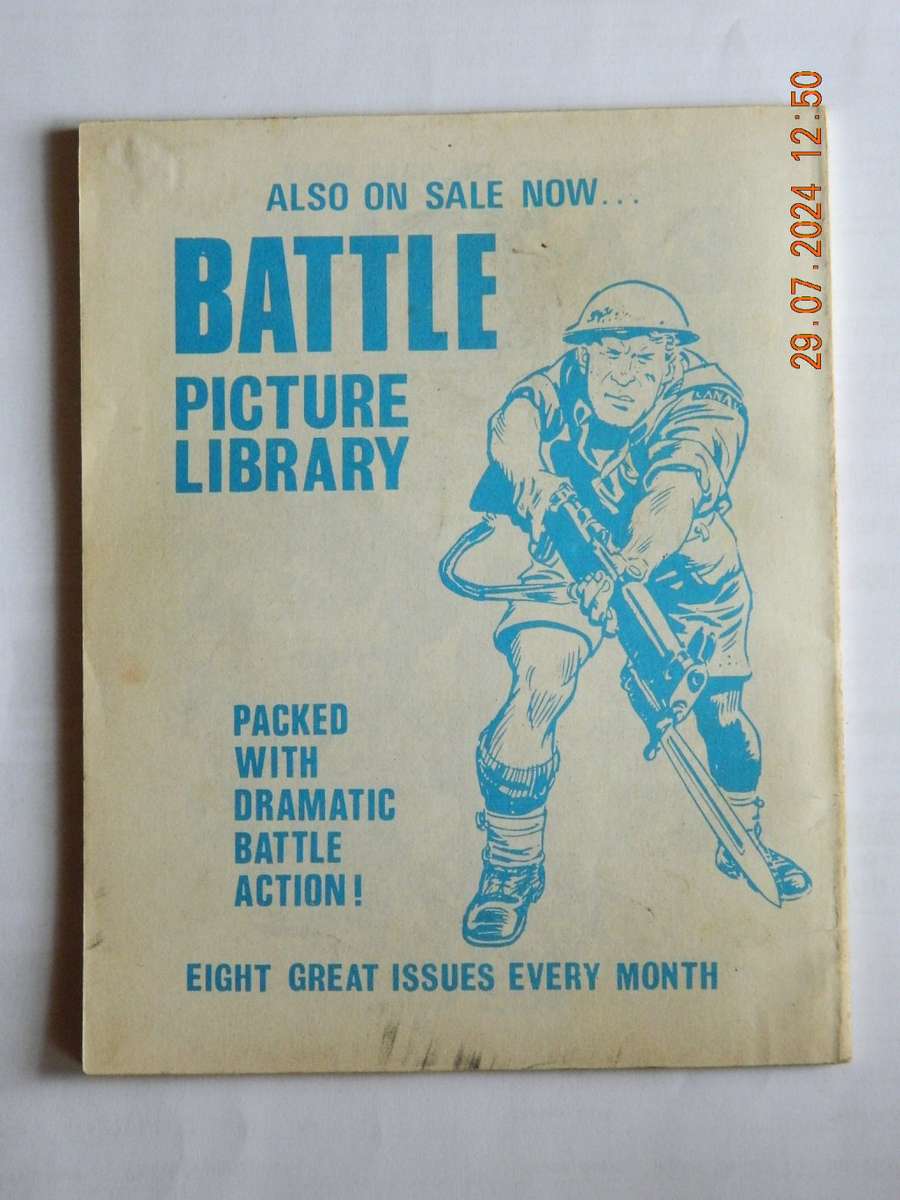 ALSO ON SALE NOW...
BATTLE
PICTURE
LIBRARY
PACKED
WITH
DRAMATIC
BATTLE
ACTION!
EIGHT GREAT ISSUES EVERY MONTH
29.07.2024 12:50